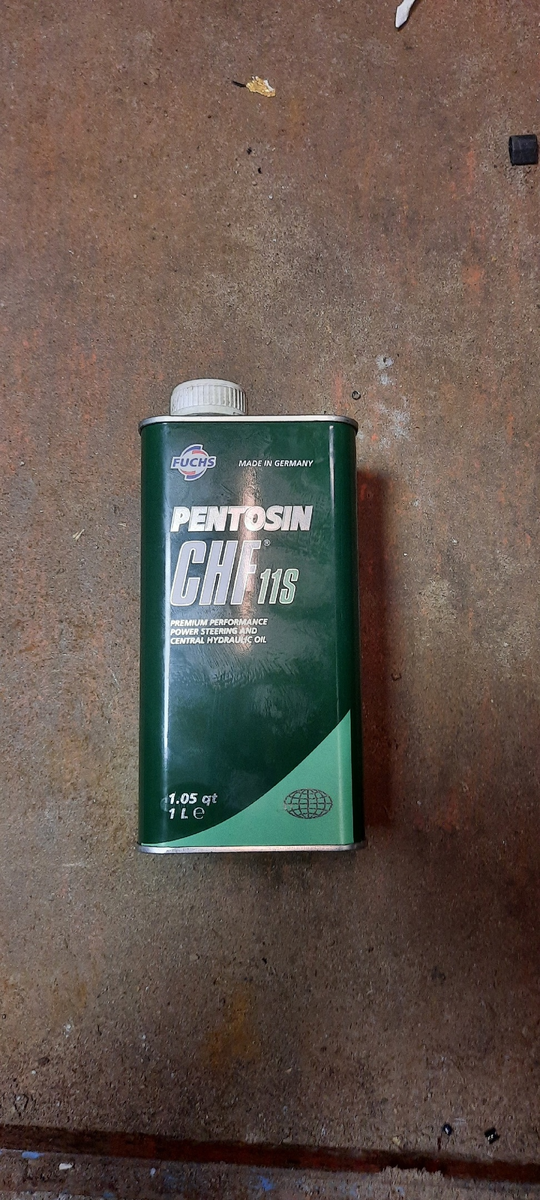 FUCHS
MADE IN GERMANY
PENTOSIN
CHF® 11S
PREMIUM PERFORMANCE
POWER STEERING AND
CENTRAL HYDRAULIC OIL
1.05 qt
1 L ℮